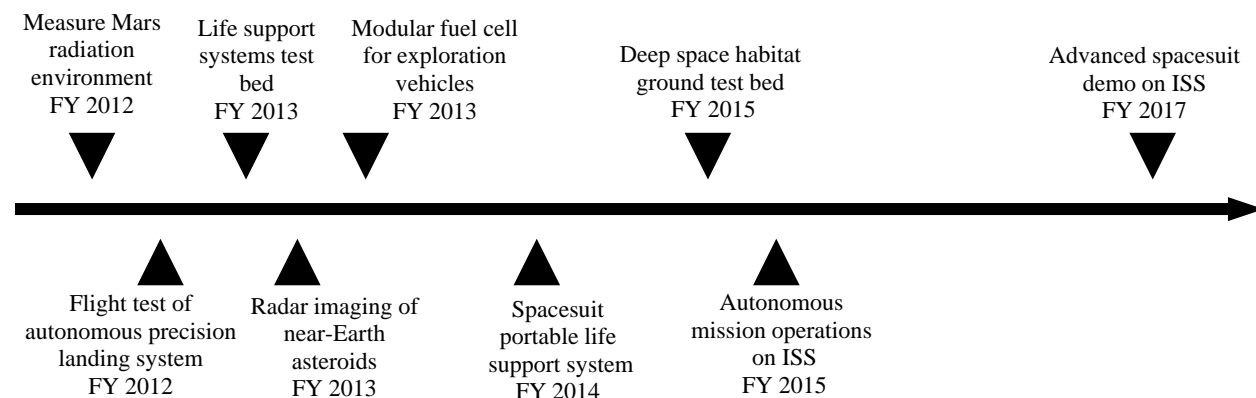 Measure Mars
radiation
environment
FY 2012
Life support
systems test
bed
FY 2013
Modular fuel cell
for exploration
vehicles
FY 2013
Deep space habitat
ground test bed
FY 2015
Advanced spacesuit
demo on ISS
FY 2017
Flight test of
autonomous precision
landing system
FY 2012
Radar imaging of
near-Earth
asteroids
FY 2013
Spacesuit
portable life
support system
FY 2014
Autonomous
mission operations
on ISS
FY 2015